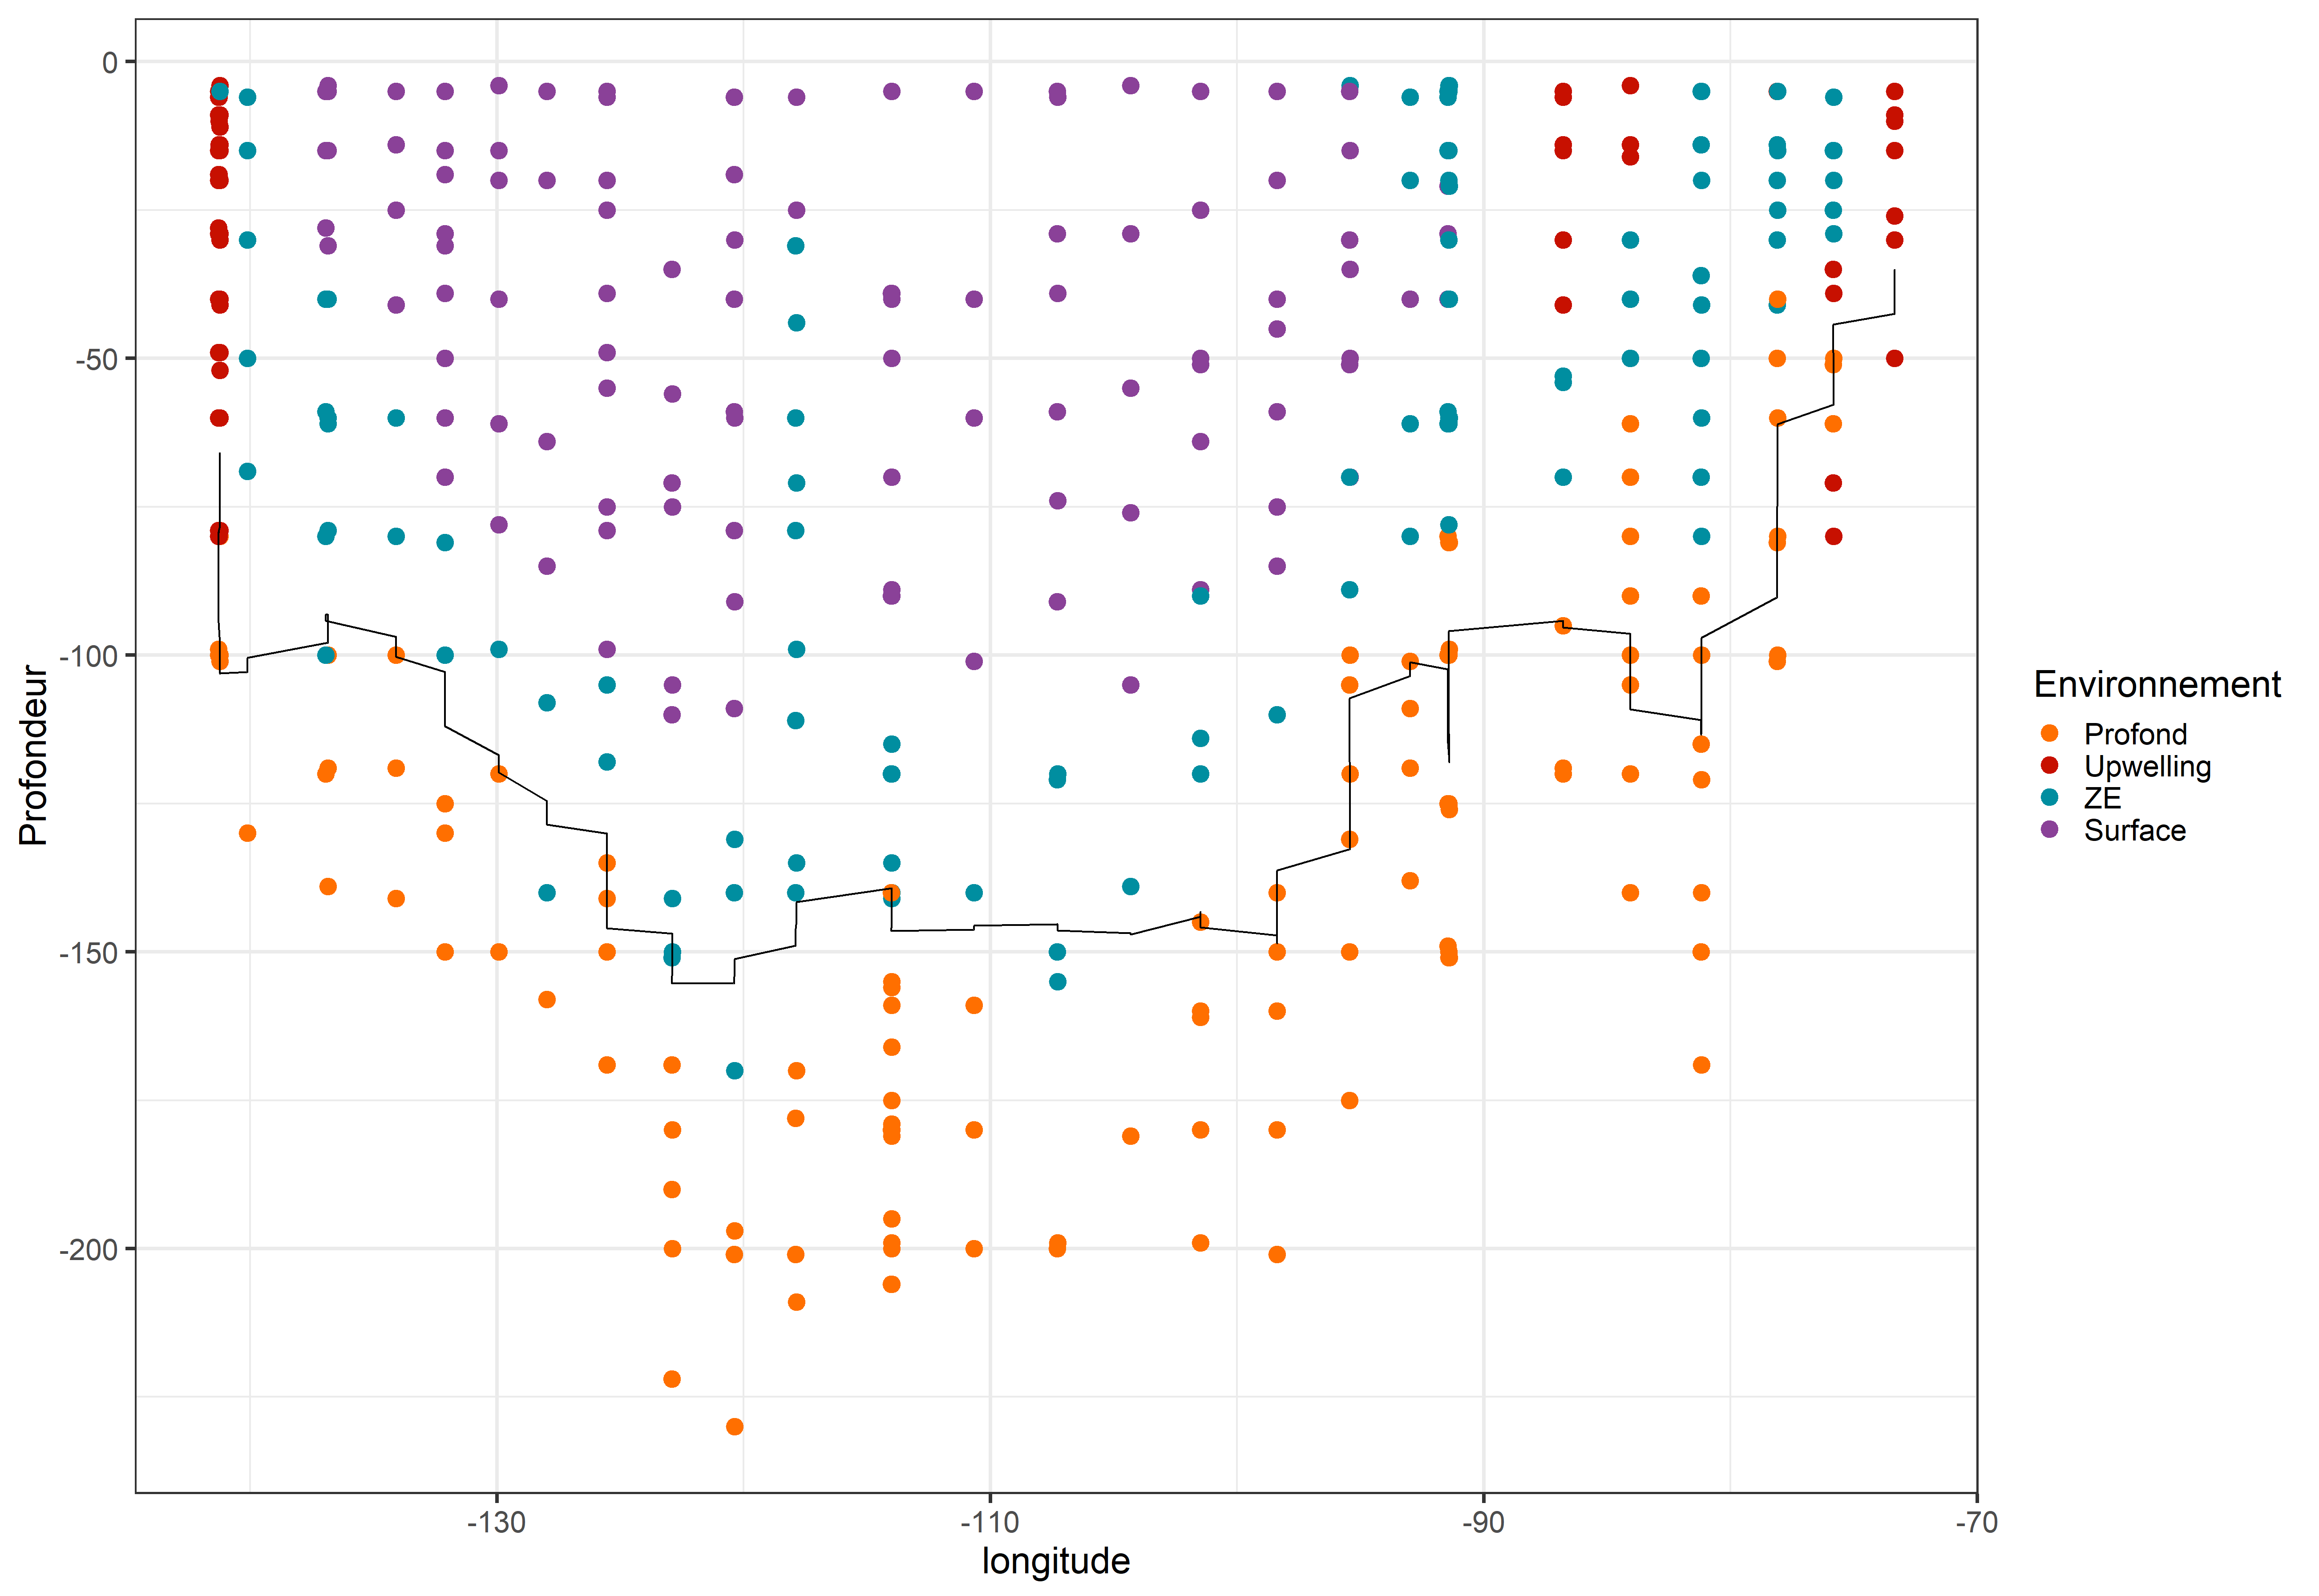 Profondeur
0
-50
-100
-150
-200
-130
-110
-90
-70
longitude
Environnement
Profond
Upwelling
ZE
Surface